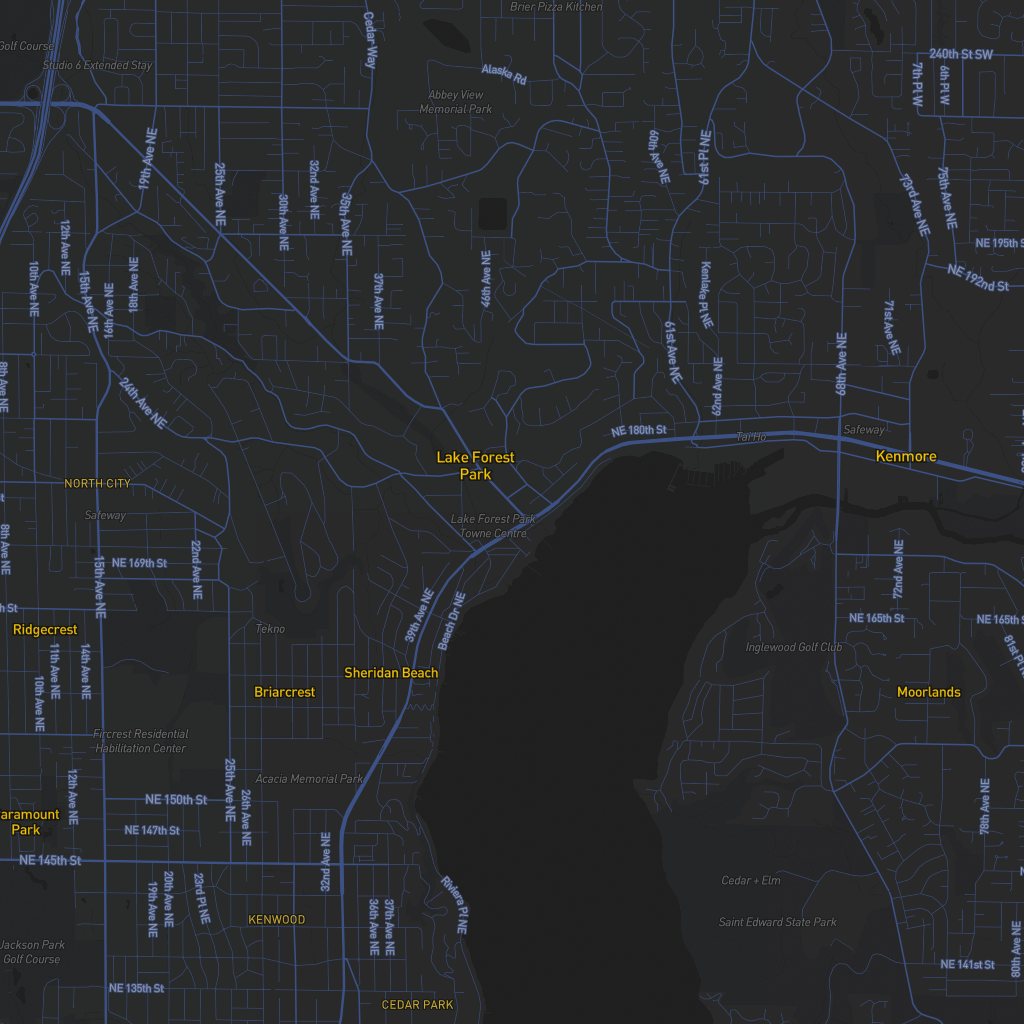 Brier Pizza Kitchen
Cedar Way
Golf Course
Studio 6 Extended Stay
240th St SW
Alaska Rd
7th Pl W
6th Pl W
Abbey View
Memorial Park
19th Ave NE
60th Ave NE
61st Pl NE
25th Ave NE
32nd Ave NE
30th Ave NE
35th Ave NE
73rd Ave NE
75th Ave NE
12th Ave NE
NE 195th S
10th Ave NE
15th Ave NE
18th Ave NE
16th Ave NE
37th Ave NE
46th Ave NE
Kenlake Pl NE
NE 192nd St
71st Ave NE
61st Ave NE
62nd Ave NE
68th Ave NE
8th Ave NE
24th Ave NE
NE 180th St
Tai Ho
Safeway
Lake Forest
Park
Kenmore
NORTH CITY
Safeway
Lake Forest Park
Towne Centre
8th Ave NE
15th Ave NE
NE 169th St
22nd Ave NE
72nd Ave NE
h St
39th Ave NE
Beach Dr NE
NE 165th St
NE 165th S
Ridgecrest
Tekno
Inglewood Golf Club
81st Pl N
11th Ave NE
14th Ave NE
10th Ave NE
Sheridan Beach
Briarcrest
Moorlands
Fircrest Residential
Habilitation Center
12th Ave NE
25th Ave NE
26th Ave NE
Acacia Memorial Park
NE 150th St
78th Ave NE
aramount
Park
NE 147th St
NE 145th St
32nd Ave NE
Riviera Pl NE
Cedar + Elm
19th Ave NE
20th Ave NE
23rd Pl NE
36th Ave NE
37th Ave NE
KENWOOD
Saint Edward State Park
80th Ave NE
Jackson Park
Golf Course
NE 141st St
NE 135th St
CEDAR PARK